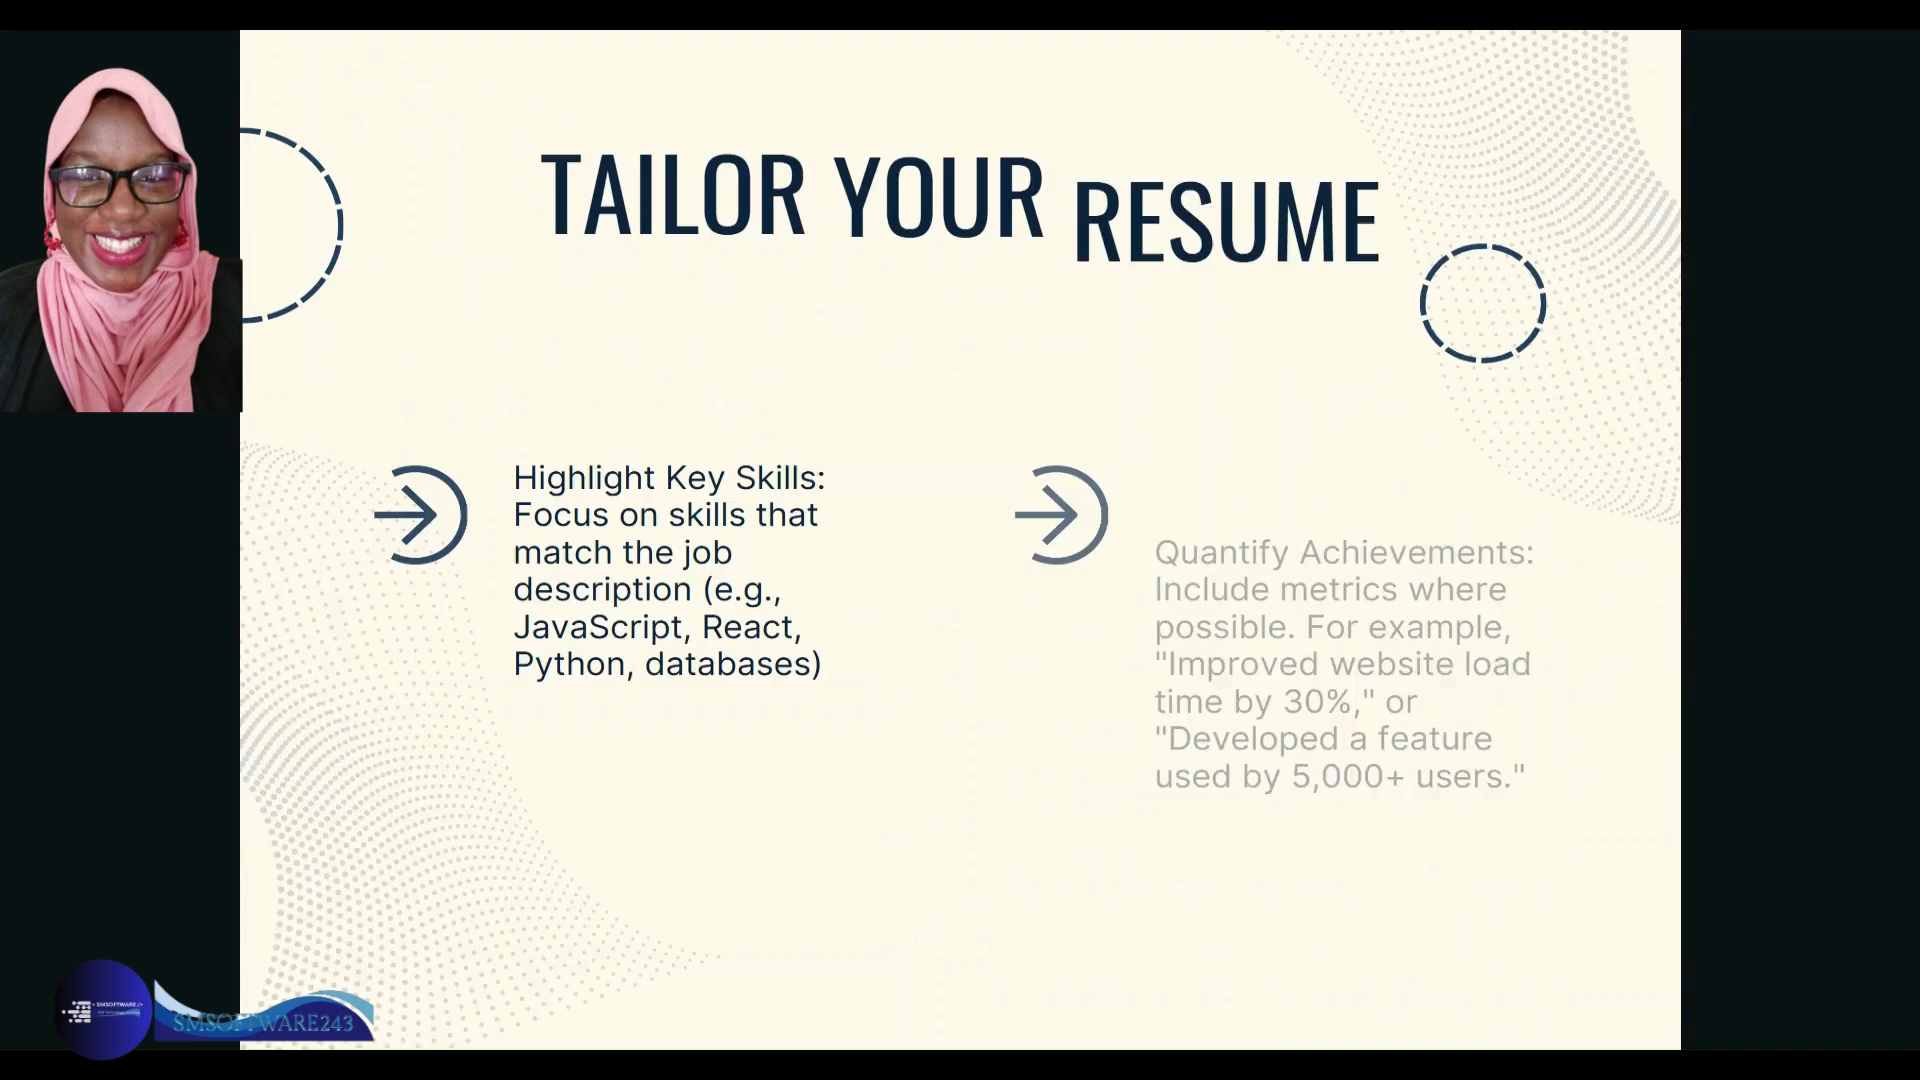 TAILOR YOUR RESUME
Highlight Key Skills:
Focus on skills that
match the job
description (e.g.,
JavaScript, React,
Python, databases)
Quantify Achievements:
Include metrics where
possible. For example,
"Improved website load
time by 30%," or
"Developed a feature
used by 5,000+ users."
SMSOFTWARE
SMSOFTWARE243